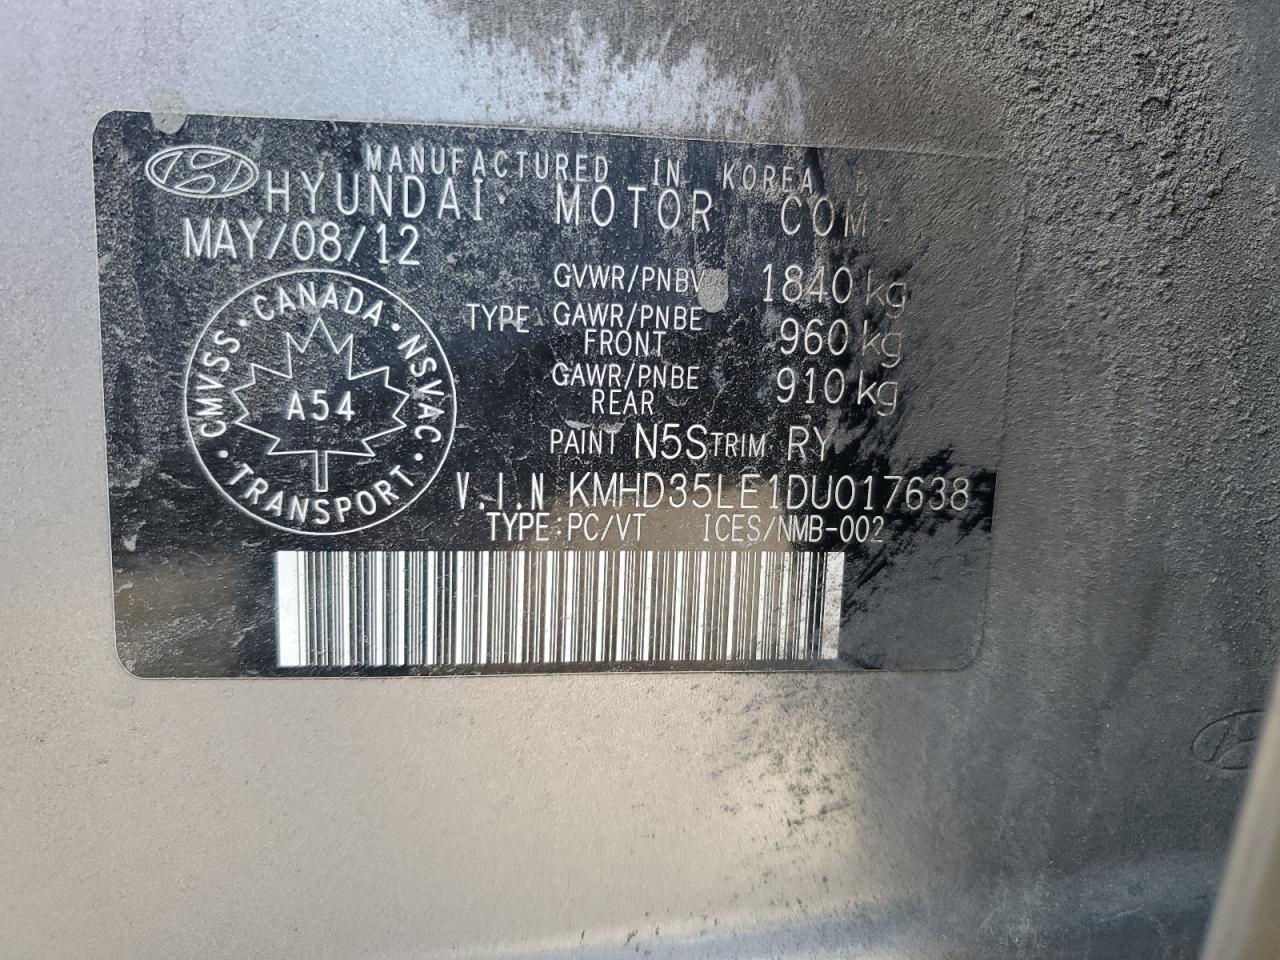 MANUFACTURED IN KOREA B
HYUNDAI MOTOR COM
MAY/08/12
GVWR/PNBV 1840 kg
TYPE GAWR/PNBE FRONT 960 kg
GAWR/PNBE REAR 910 kg
PAINT N5S TRIM RY
V.I.N KMHD35LE1DU017638
TYPE:PC/VT ICES/NMB-002
CANADA · NSVAC · TRANSPORT · CMVSS
A54